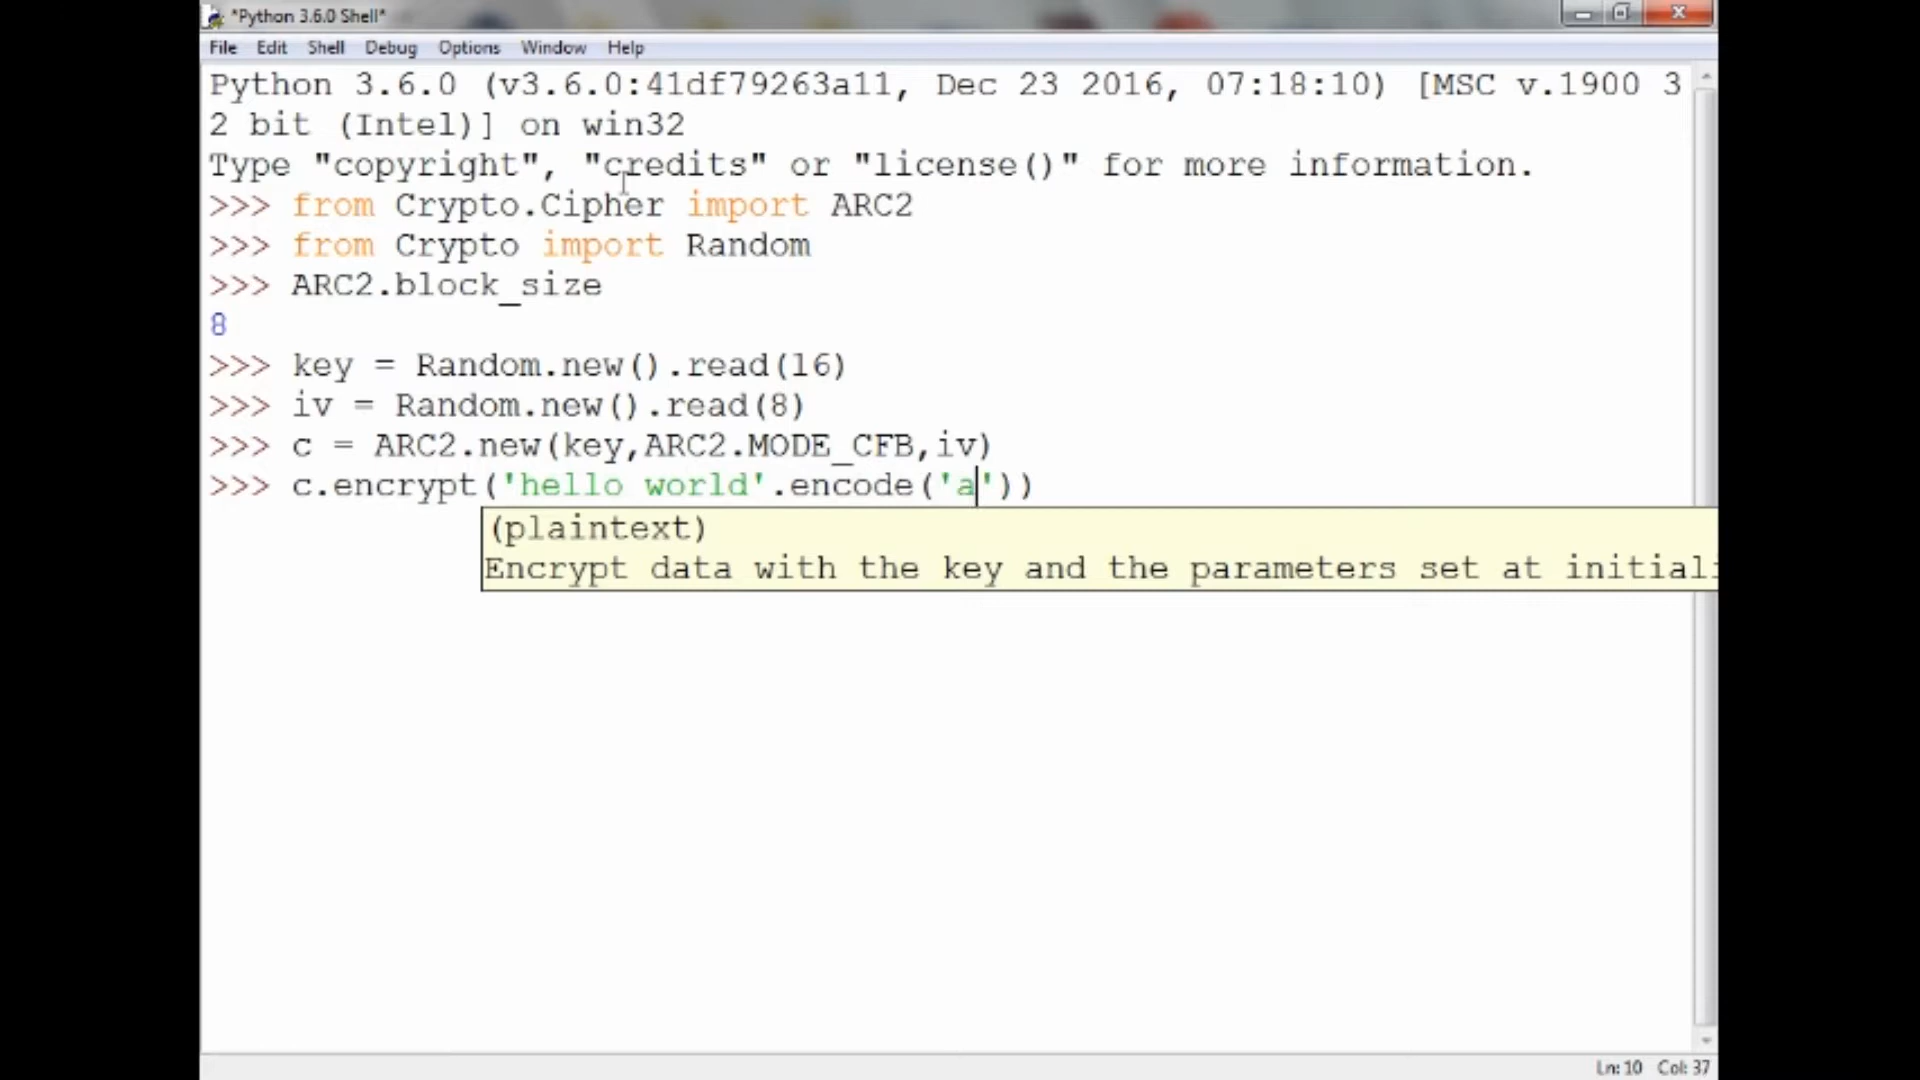 *Python 3.6.0 Shell*
File Edit Shell Debug Options Window Help
Python 3.6.0 (v3.6.0:41df79263a11, Dec 23 2016, 07:18:10) [MSC v.1900 3
2 bit (Intel)] on win32
Type "copyright", "credits" or "license()" for more information.
>>> from Crypto.Cipher import ARC2
>>> from Crypto import Random
>>> ARC2.block_size
8
>>> key = Random.new().read(16)
>>> iv = Random.new().read(8)
>>> c = ARC2.new(key,ARC2.MODE_CFB,iv)
>>> c.encrypt('hello world'.encode('a'))
(plaintext)
Encrypt data with the key and the parameters set at initiali
Ln: 10 Col: 37